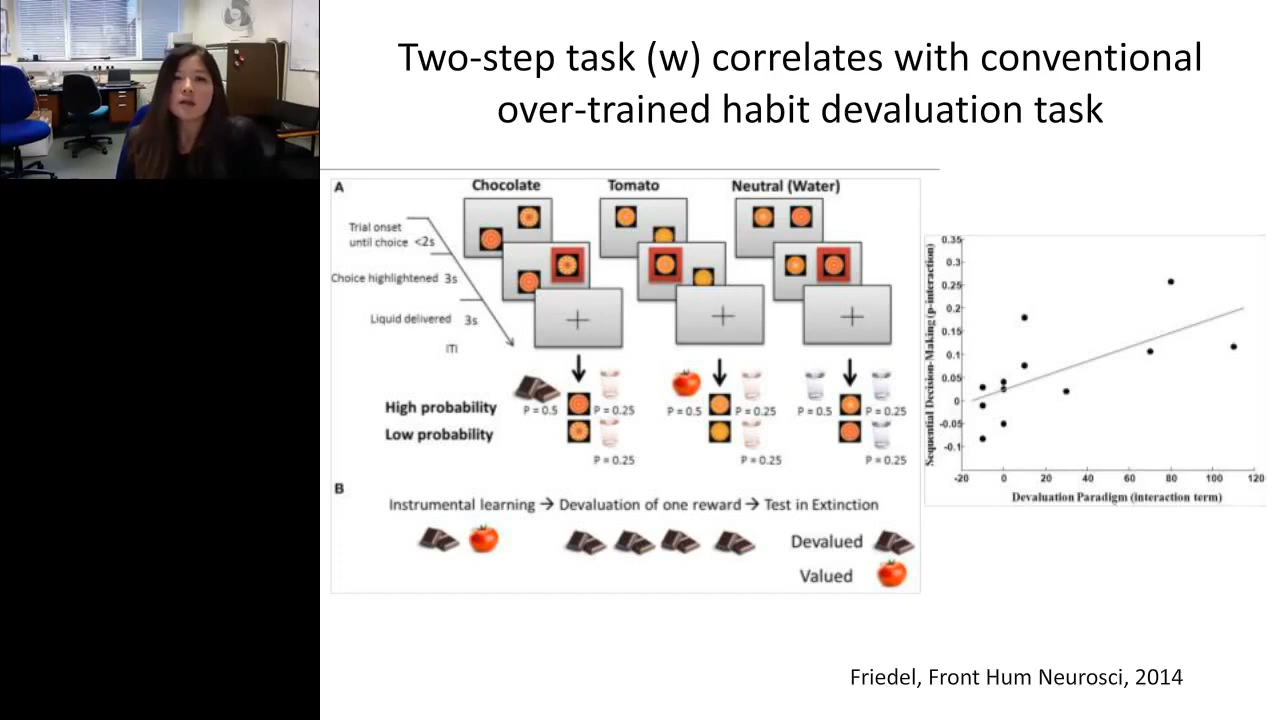 Two-step task (w) correlates with conventional
over-trained habit devaluation task
A
Chocolate
Tomato
Neutral (Water)
Trial onset
until choice <2s
Choice highlightened 3s
Liquid delivered 3s
ITI
High probability
P = 0.5
P = 0.25
P = 0.5
P = 0.25
P = 0.5
P = 0.25
Low probability
P = 0.25
P = 0.25
P = 0.25
B
Instrumental learning → Devaluation of one reward → Test in Extinction
Devalued
Valued
Sequential Decision-Making (p-interaction)
0.35
0.3
0.25
0.2
0.15
0.1
0.05
0
-0.05
-0.1
-20 0 20 40 60 80 100 120
Devaluation Paradigm (interaction term)
Friedel, Front Hum Neurosci, 2014